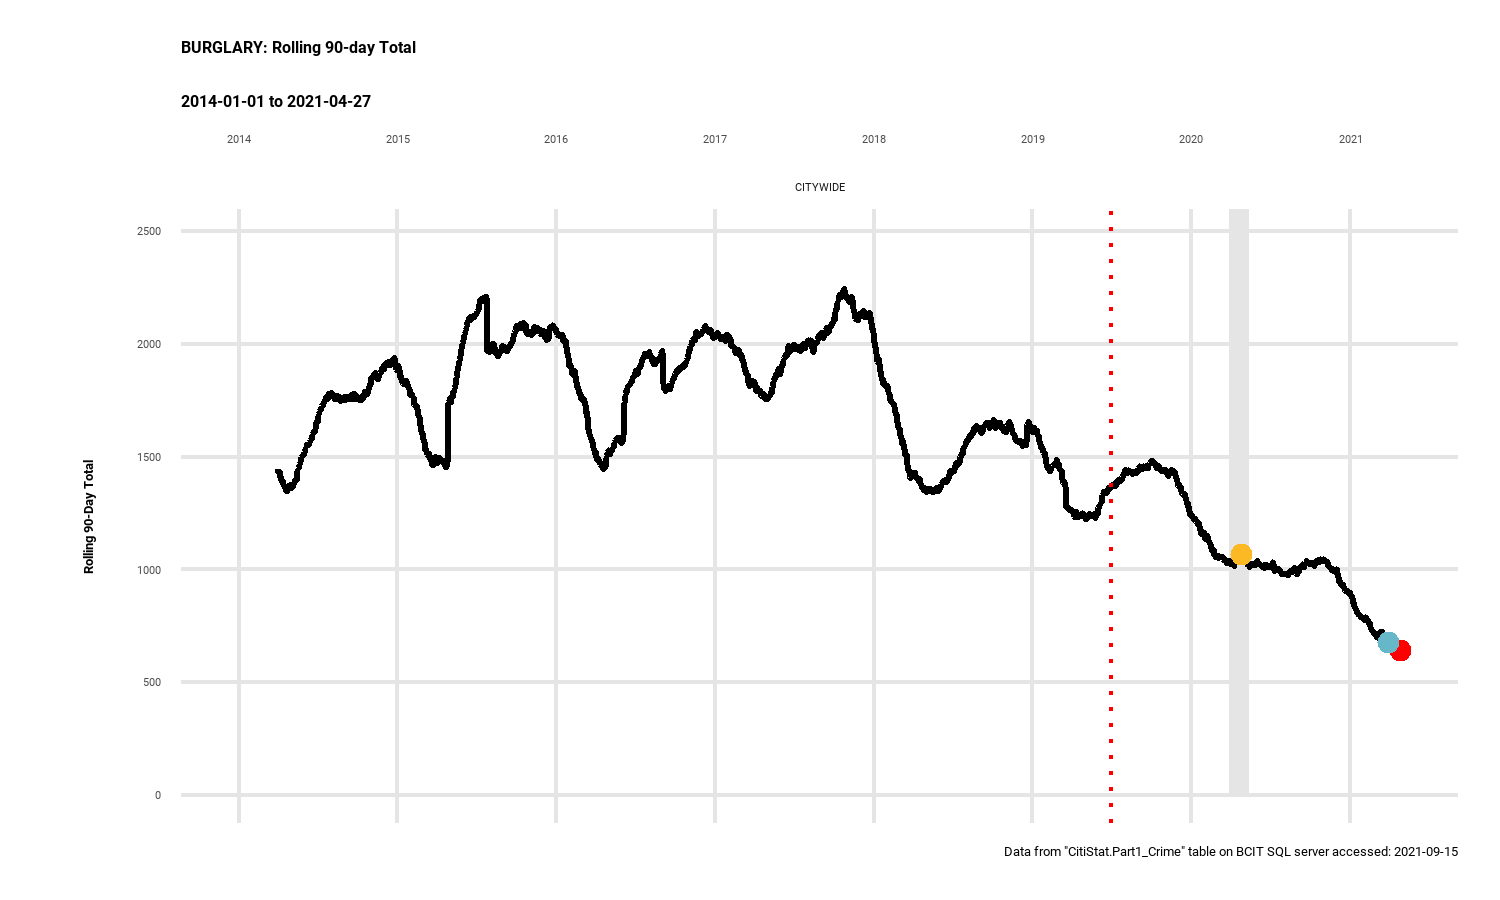 BURGLARY: Rolling 90-day Total
2014-01-01 to 2021-04-27
2014 2015 2016 2017 2018 2019 2020 2021
CITYWIDE
2500
2000
1500
1000
500
0
Rolling 90-Day Total
Data from "CitiStat.Part1_Crime" table on BCIT SQL server accessed: 2021-09-15